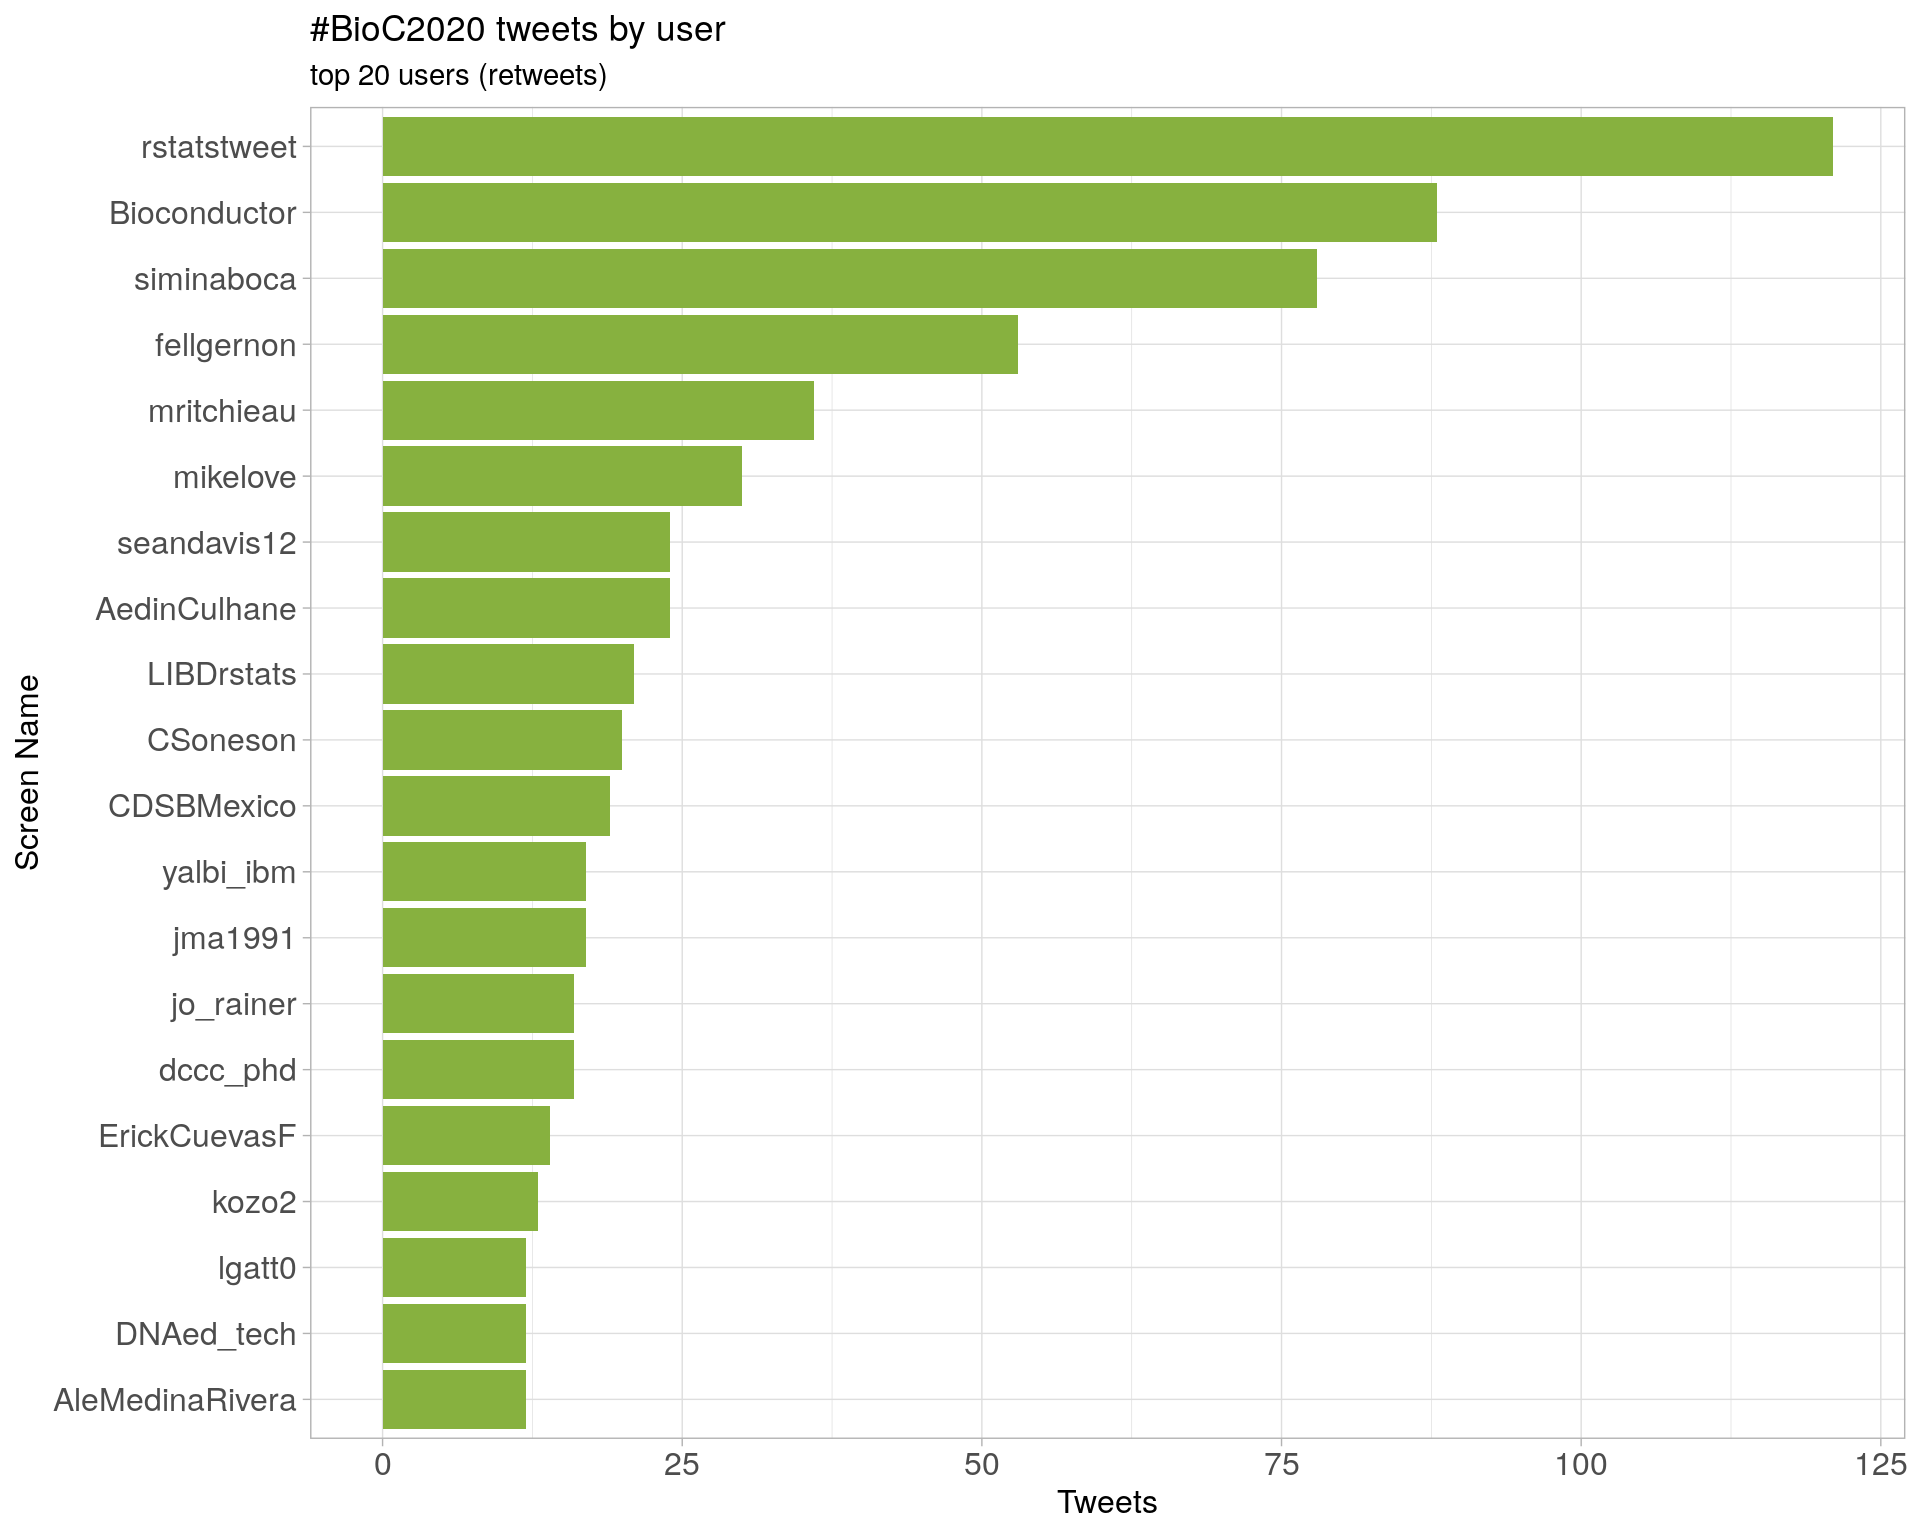 #BioC2020 tweets by user
top 20 users (retweets)
Screen Name
rstatstweet
Bioconductor
siminaboca
fellgernon
mritchieau
mikelove
seandavis12
AedinCulhane
LIBDrstats
CSoneson
CDSBMexico
yalbi_ibm
jma1991
jo_rainer
dccc_phd
ErickCuevasF
kozo2
lgatt0
DNAed_tech
AleMedinaRivera
0 25 50 75 100 125
Tweets